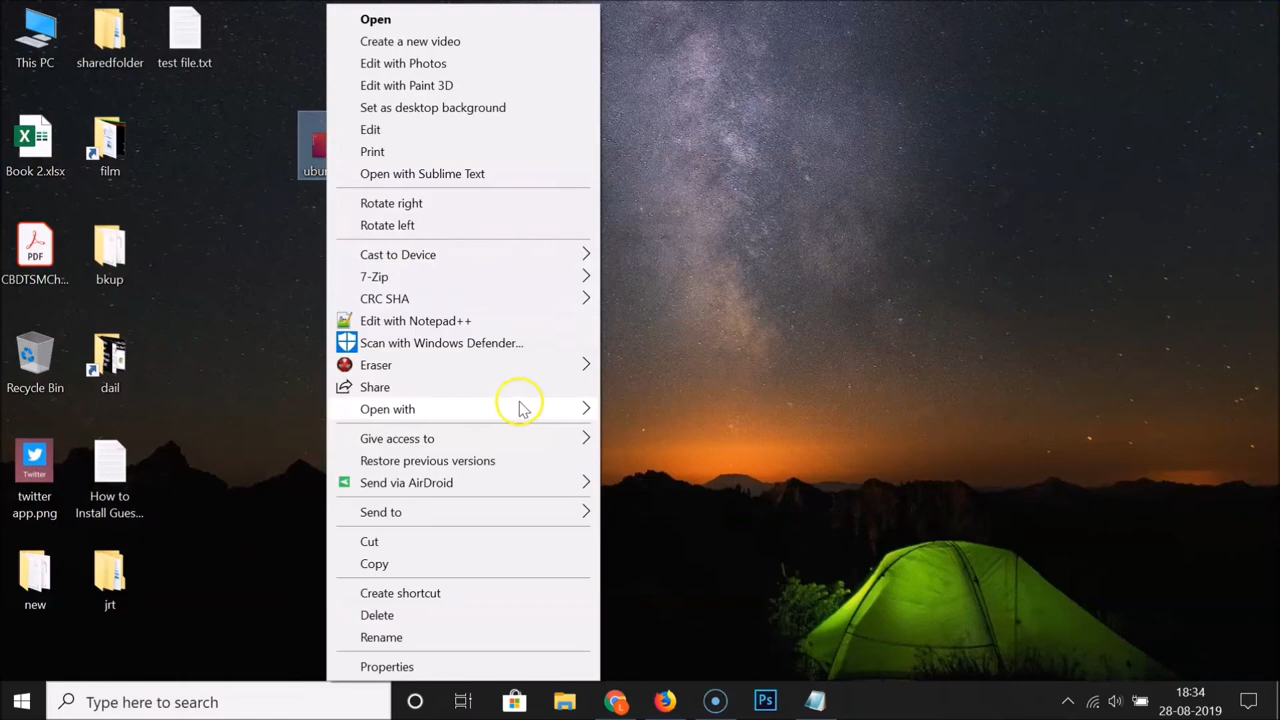 This PC
sharedfolder
test file.txt
Book 2.xlsx
film
ubun
PDF
CBDTSMCh...
bkup
Recycle Bin
dail
Twitter
twitter
app.png
How to
Install Gues...
new
jrt
Open
Create a new video
Edit with Photos
Edit with Paint 3D
Set as desktop background
Edit
Print
Open with Sublime Text
Rotate right
Rotate left
Cast to Device
7-Zip
CRC SHA
Edit with Notepad++
Scan with Windows Defender...
Eraser
Share
Open with
Give access to
Restore previous versions
Send via AirDroid
Send to
Cut
Copy
Create shortcut
Delete
Rename
Properties
Type here to search
L
Ps
18:34
28-08-2019